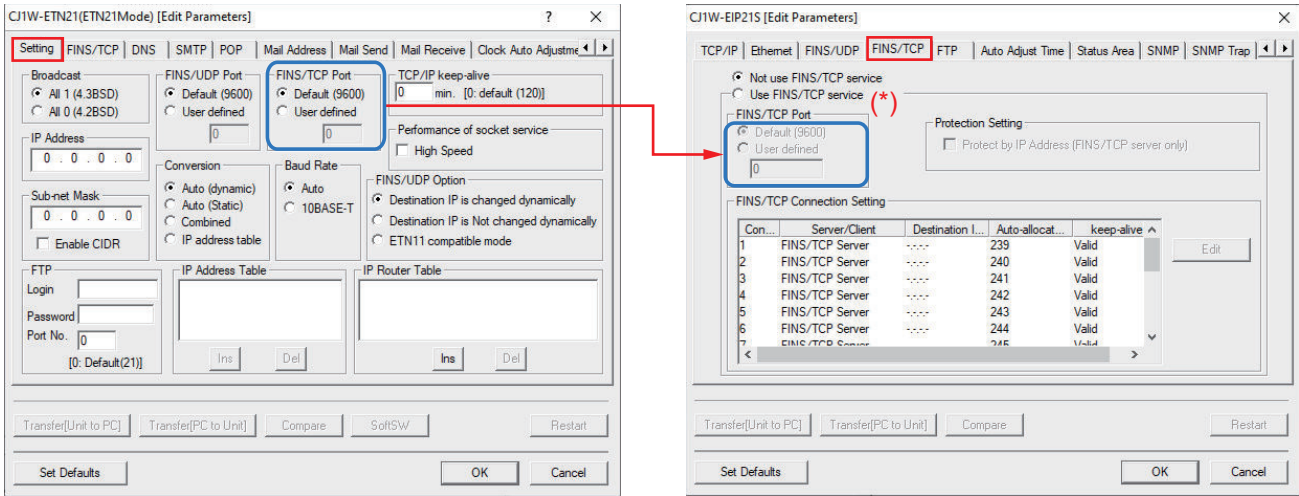 CJ1W-ETN21(ETN21Mode) [Edit Parameters]
? ×
Setting FINS/TCP DNS SMTP POP Mail Address Mail Send Mail Receive Clock Auto Adjustme
Broadcast
All 1 (4.3BSD)
All 0 (4.2BSD)
FINS/UDP Port
Default (9600)
User defined
0
FINS/TCP Port
Default (9600)
User defined
0
TCP/IP keep-alive
0 min. [0: default (120)]
IP Address
0 . 0 . 0 . 0
Performance of socket service
High Speed
Sub-net Mask
0 . 0 . 0 . 0
Enable CIDR
Conversion
Auto (dynamic)
Auto (Static)
Combined
IP address table
Baud Rate
Auto
10BASE-T
FINS/UDP Option
Destination IP is changed dynamically
Destination IP is Not changed dynamically
ETN11 compatible mode
FTP
Login
Password
Port No. 0
[0: Default(21)]
IP Address Table
Ins Del
IP Router Table
Ins Del
Transfer[Unit to PC] Transfer[PC to Unit] Compare SoftSW Restart
Set Defaults OK Cancel
CJ1W-EIP21S [Edit Parameters]
×
TCP/IP Ethernet FINS/UDP FINS/TCP FTP Auto Adjust Time Status Area SNMP SNMP Trap
Not use FINS/TCP service
Use FINS/TCP service
(*)
FINS/TCP Port
Default (9600)
User defined
0
Protection Setting
Protect by IP Address (FINS/TCP server only)
FINS/TCP Connection Setting
Con... Server/Client Destination I... Auto-allocat... keep-alive
1 FINS/TCP Server -.-.-.- 239 Valid
2 FINS/TCP Server -.-.-.- 240 Valid
3 FINS/TCP Server -.-.-.- 241 Valid
4 FINS/TCP Server -.-.-.- 242 Valid
5 FINS/TCP Server -.-.-.- 243 Valid
6 FINS/TCP Server -.-.-.- 244 Valid
7 FINS/TCP Server 245 Valid
Edit
Transfer[Unit to PC] Transfer[PC to Unit] Compare Restart
Set Defaults OK Cancel